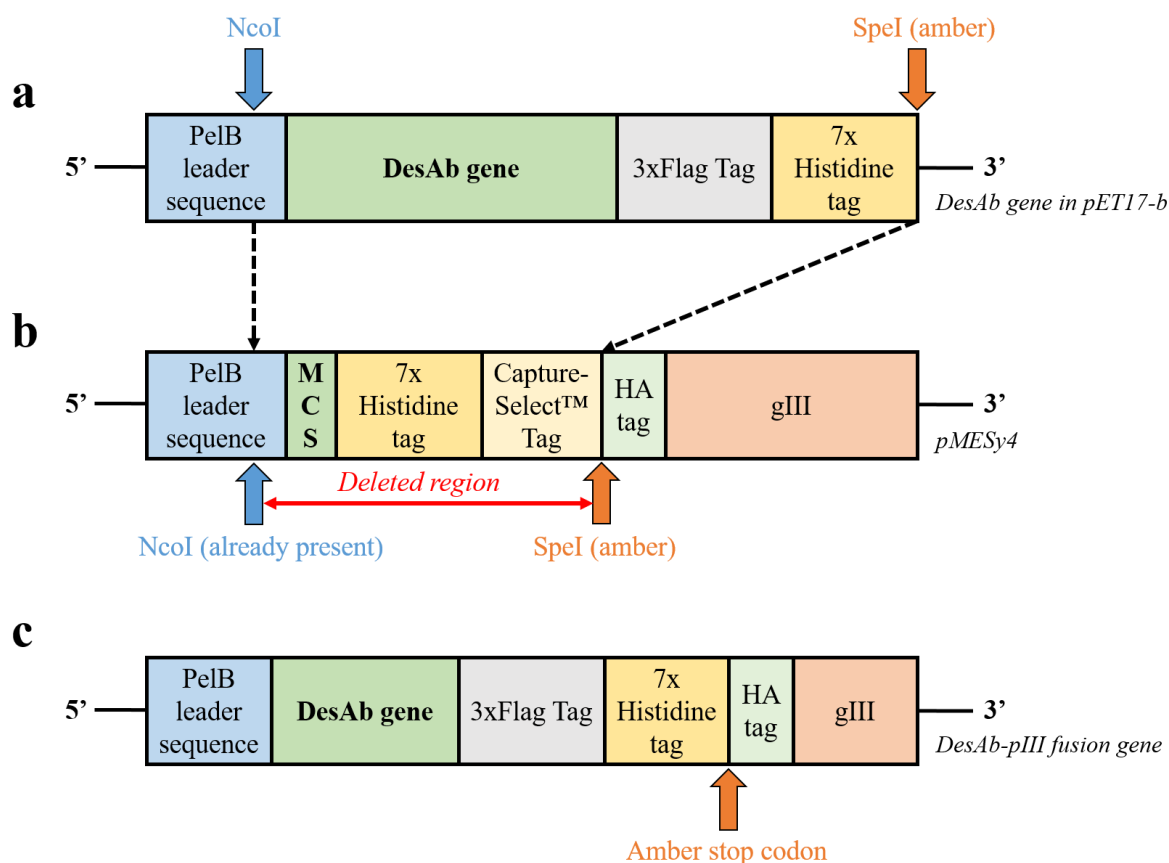 NcoI
SpeI (amber)
a
5’
PelB
leader
sequence
DesAb gene
3xFlag Tag
7x
Histidine
tag
3’
DesAb gene in pET17-b
b
5’
PelB
leader
sequence
M
C
S
7x
Histidine
tag
Capture-
Select™
Tag
HA
tag
gIII
3’
pMESy4
Deleted region
NcoI (already present)
SpeI (amber)
c
5’
PelB
leader
sequence
DesAb gene
3xFlag Tag
7x
Histidine
tag
HA
tag
gIII
3’
DesAb-pIII fusion gene
Amber stop codon